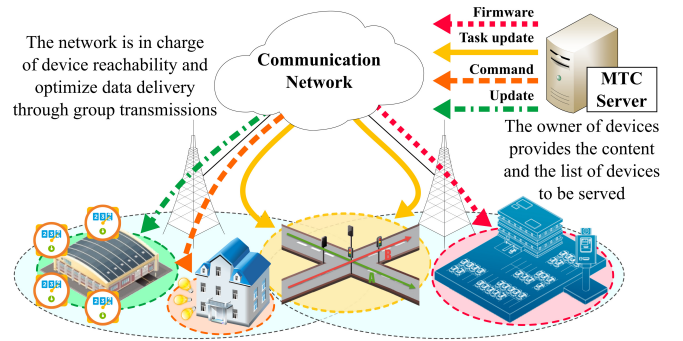 The network is in charge
of device reachability and
optimize data delivery
through group transmissions
Communication
Network
Firmware
Task update
Command
Update
MTC
Server
The owner of devices
provides the content
and the list of devices
to be served
B
A